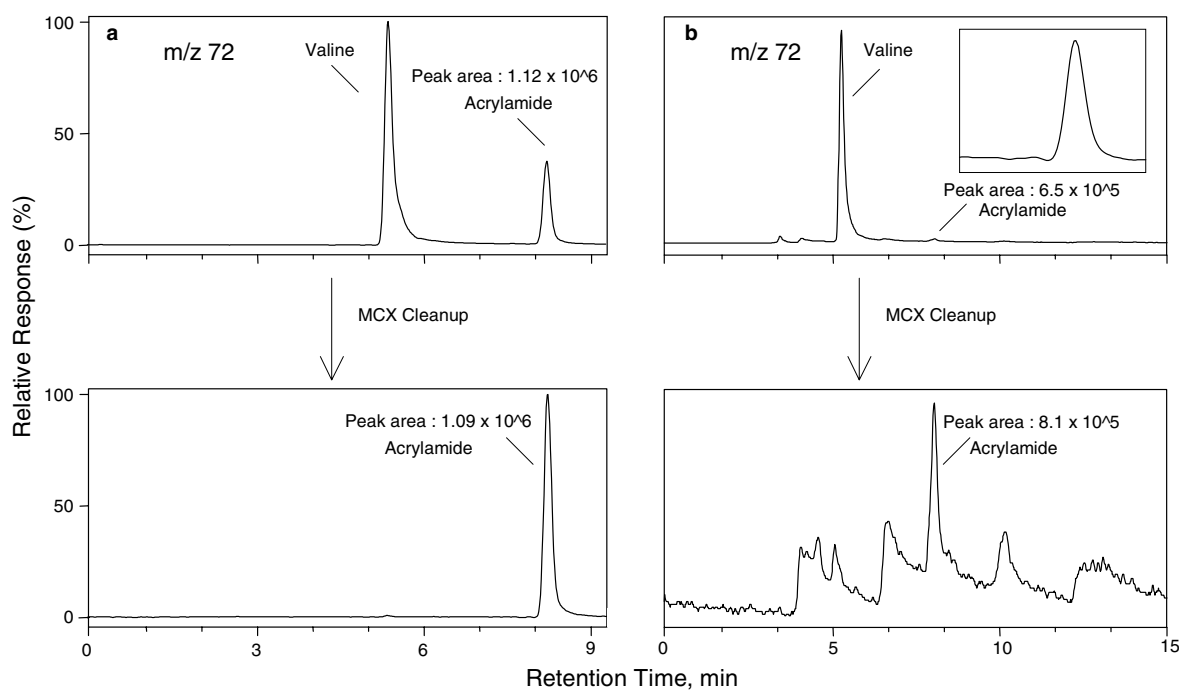 a
m/z 72
100
50
0
Valine
Peak area : 1.12 x 10^6
Acrylamide
b
m/z 72
Valine
Peak area : 6.5 x 10^5
Acrylamide
MCX Cleanup
MCX Cleanup
Relative Response (%)
100
50
0
Peak area : 1.09 x 10^6
Acrylamide
Peak area : 8.1 x 10^5
Acrylamide
0 3 6 9
0 5 10 15
Retention Time, min